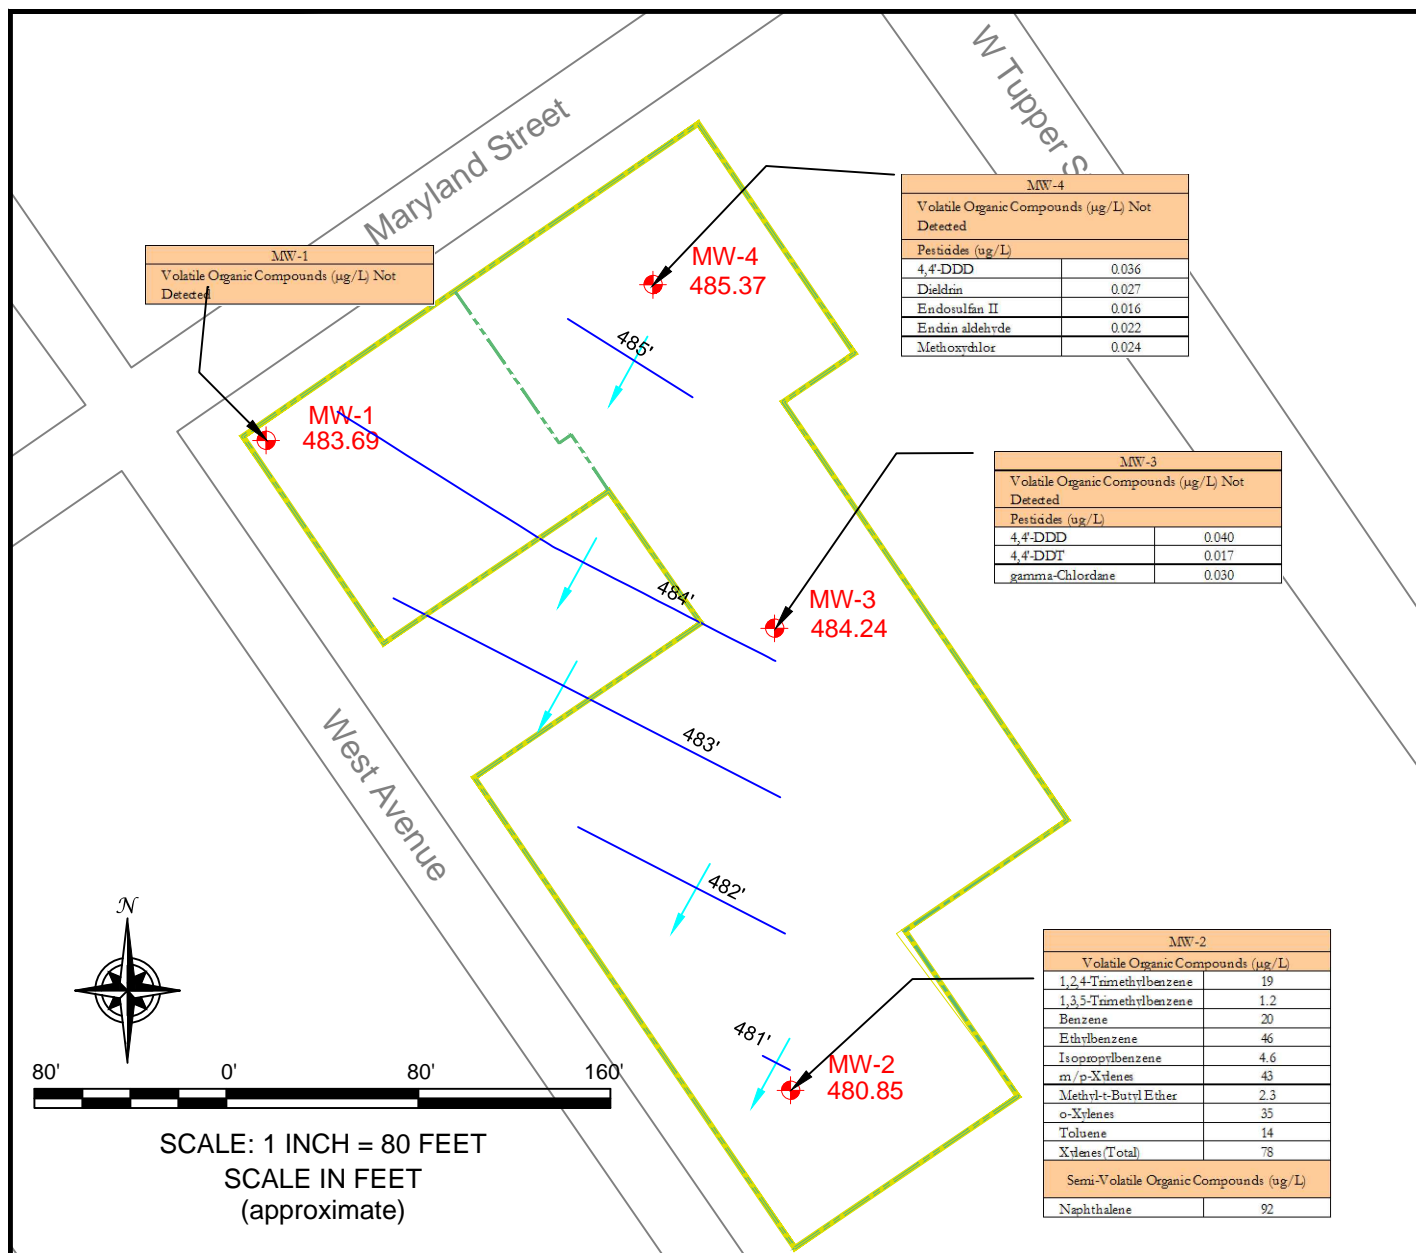 W Tupper S
Maryland Street
MW-4
Volatile Organic Compounds (µg/L) Not
Detected
Pesticides (ug/L)
4,4'-DDD 0.036
Dieldrin 0.027
Endosulfan II 0.016
Endrin aldehyde 0.022
Methoxychlor 0.024
MW-1
Volatile Organic Compounds (µg/L) Not
Detected
MW-4
485.37
485'
MW-1
483.69
MW-3
Volatile Organic Compounds (µg/L) Not
Detected
Pesticides (ug/L)
4,4'-DDD 0.040
4,4'-DDT 0.017
gamma-Chlordane 0.030
484'
MW-3
484.24
483'
West Avenue
482'
N
MW-2
Volatile Organic Compounds (µg/L)
1,2,4-Trimethylbenzene 19
1,3,5-Trimethylbenzene 1.2
Benzene 20
Ethylbenzene 46
Isopropylbenzene 4.6
m/p-Xylenes 43
Methyl-t-Butyl Ether 2.3
o-Xylenes 35
Toluene 14
Xylenes (Total) 78
Semi-Volatile Organic Compounds (ug/L)
Naphthalene 92
481'
MW-2
480.85
80' 0' 80' 160'
SCALE: 1 INCH = 80 FEET
SCALE IN FEET
(approximate)